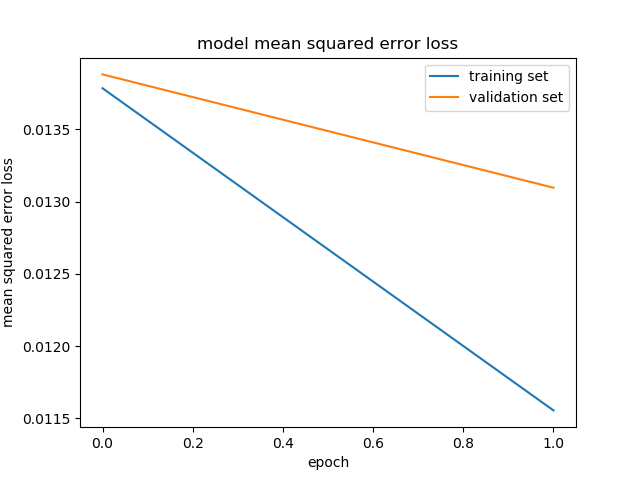 model mean squared error loss
training set
validation set
mean squared error loss
0.0135
0.0130
0.0125
0.0120
0.0115
0.0 0.2 0.4 0.6 0.8 1.0
epoch